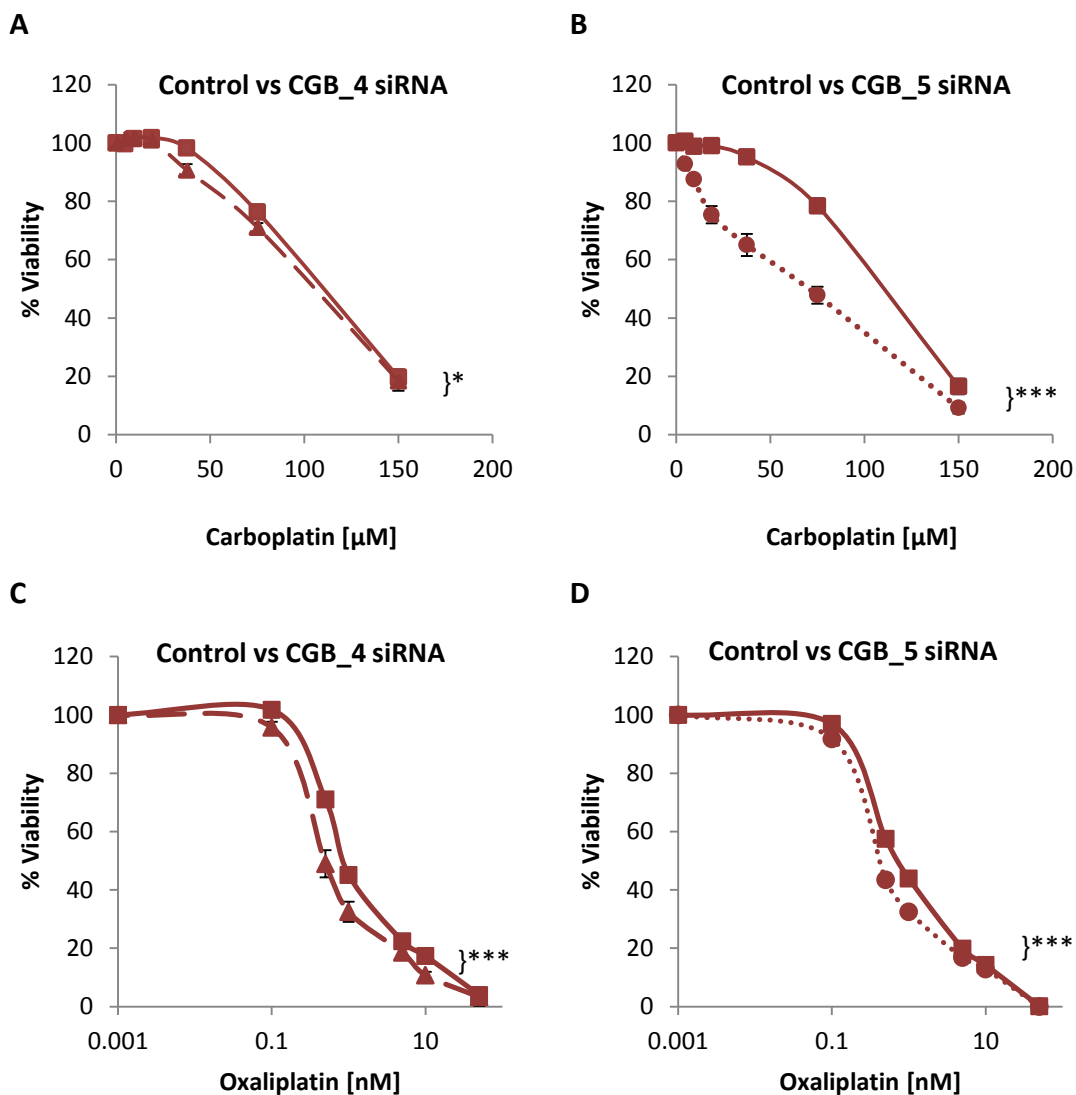 A
Control vs CGB_4 siRNA
120
100
80
60
40
20
0
% Viability
0 50 100 150 200
Carboplatin [µM]
}*
B
Control vs CGB_5 siRNA
120
100
80
60
40
20
0
% Viability
0 50 100 150 200
Carboplatin [µM]
}***
C
Control vs CGB_4 siRNA
120
100
80
60
40
20
0
% Viability
0.001 0.1 10
Oxaliplatin [nM]
}***
D
Control vs CGB_5 siRNA
120
100
80
60
40
20
0
% Viability
0.001 0.1 10
Oxaliplatin [nM]
}***